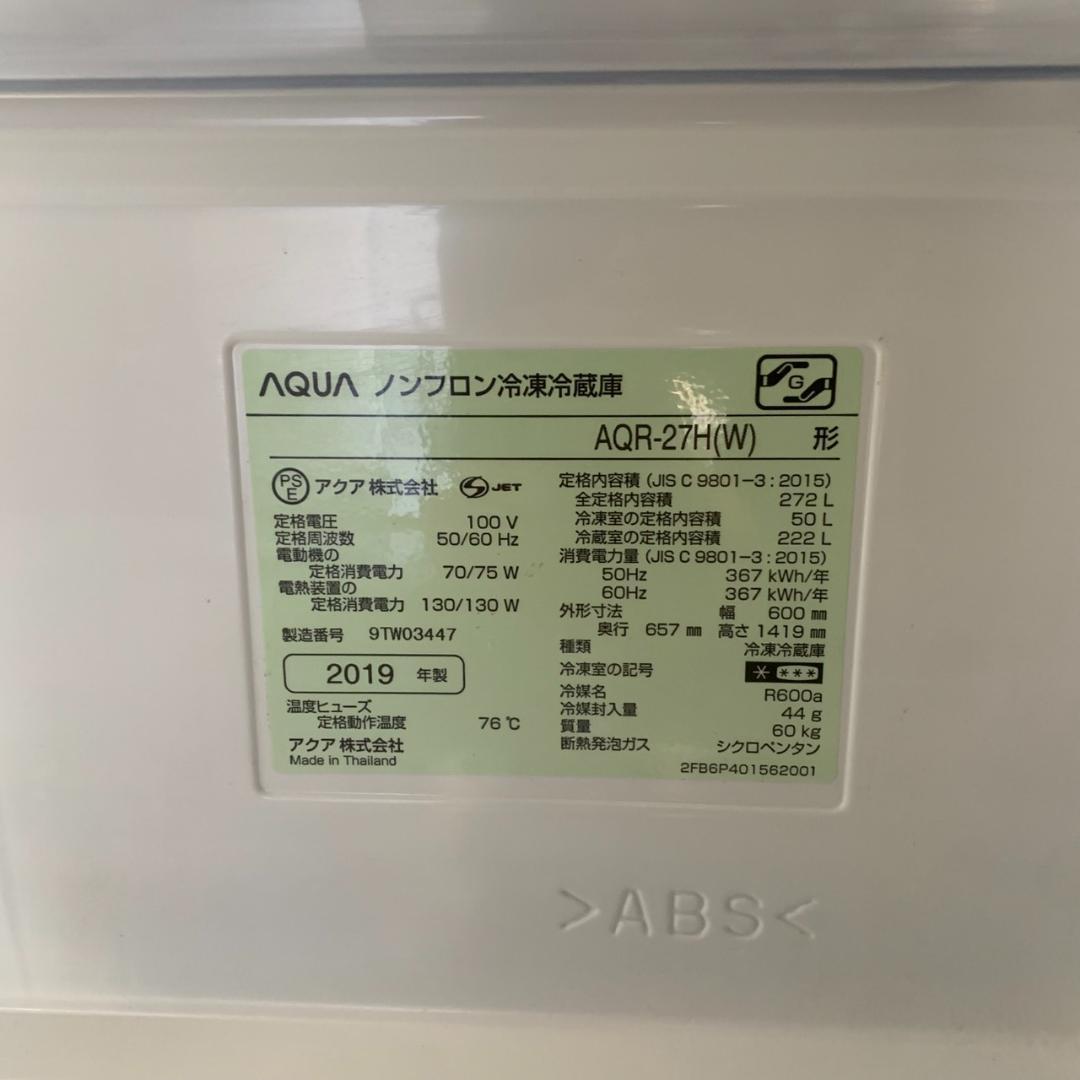 AQUA ノンフロン冷凍冷蔵庫
G
AQR-27H(W) 形
PSE アクア 株式会社 S JET
定格電圧 100 V
定格周波数 50/60 Hz
電動機の
定格消費電力 70/75 W
電熱装置の
定格消費電力 130/130 W
製造番号 9TW03447
2019 年製
温度ヒューズ
定格動作温度 76 ℃
アクア 株式会社
Made in Thailand
定格内容積 (JIS C 9801-3 : 2015)
全定格内容積 272 L
冷凍室の定格内容積 50 L
冷蔵室の定格内容積 222 L
消費電力量 (JIS C 9801-3 : 2015)
50Hz 367 kWh/年
60Hz 367 kWh/年
外形寸法 幅 600 ㎜
奥行 657 ㎜ 高さ 1419 ㎜
種類 冷凍冷蔵庫
冷凍室の記号 * ***
冷媒名 R600a
冷媒封入量 44 g
質量 60 kg
断熱発泡ガス シクロペンタン
2FB6P401562001
>ABS<